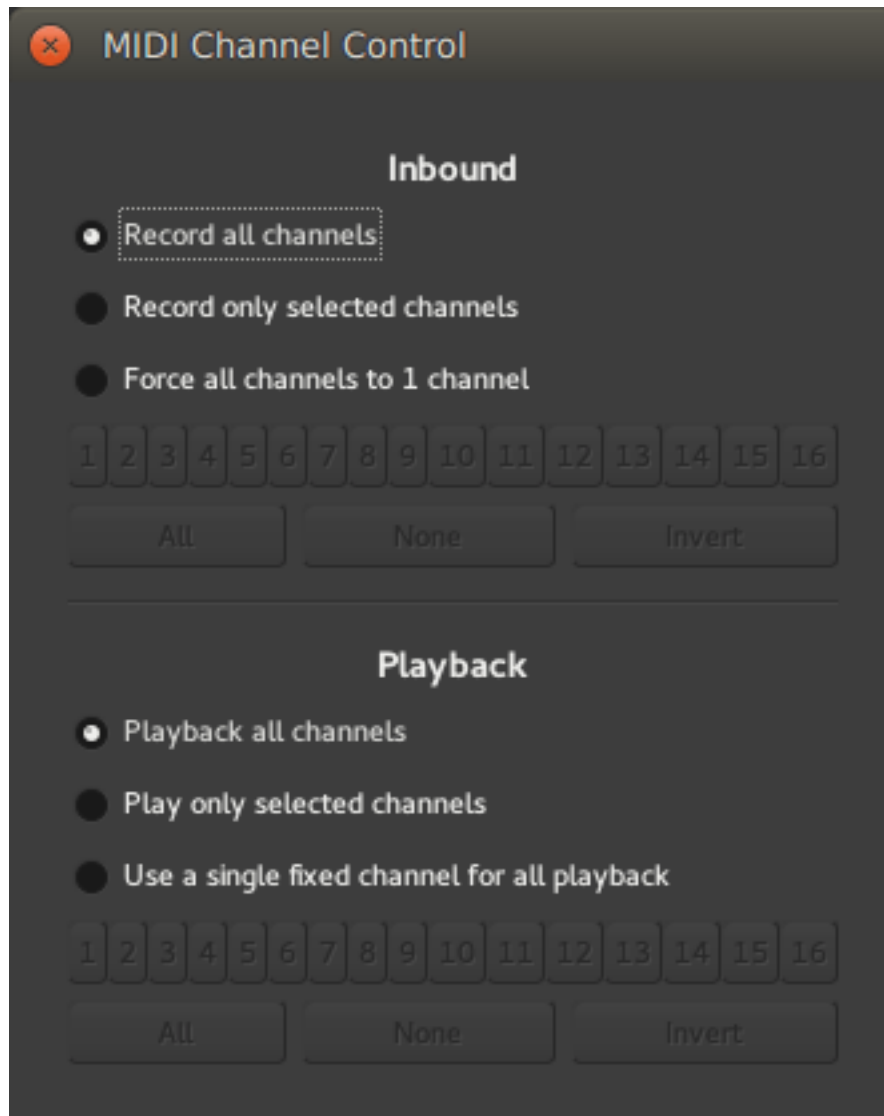 MIDI Channel Control
Inbound
Record all channels
Record only selected channels
Force all channels to 1 channel
1 2 3 4 5 6 7 8 9 10 11 12 13 14 15 16
All None Invert
Playback
Playback all channels
Play only selected channels
Use a single fixed channel for all playback
1 2 3 4 5 6 7 8 9 10 11 12 13 14 15 16
All None Invert